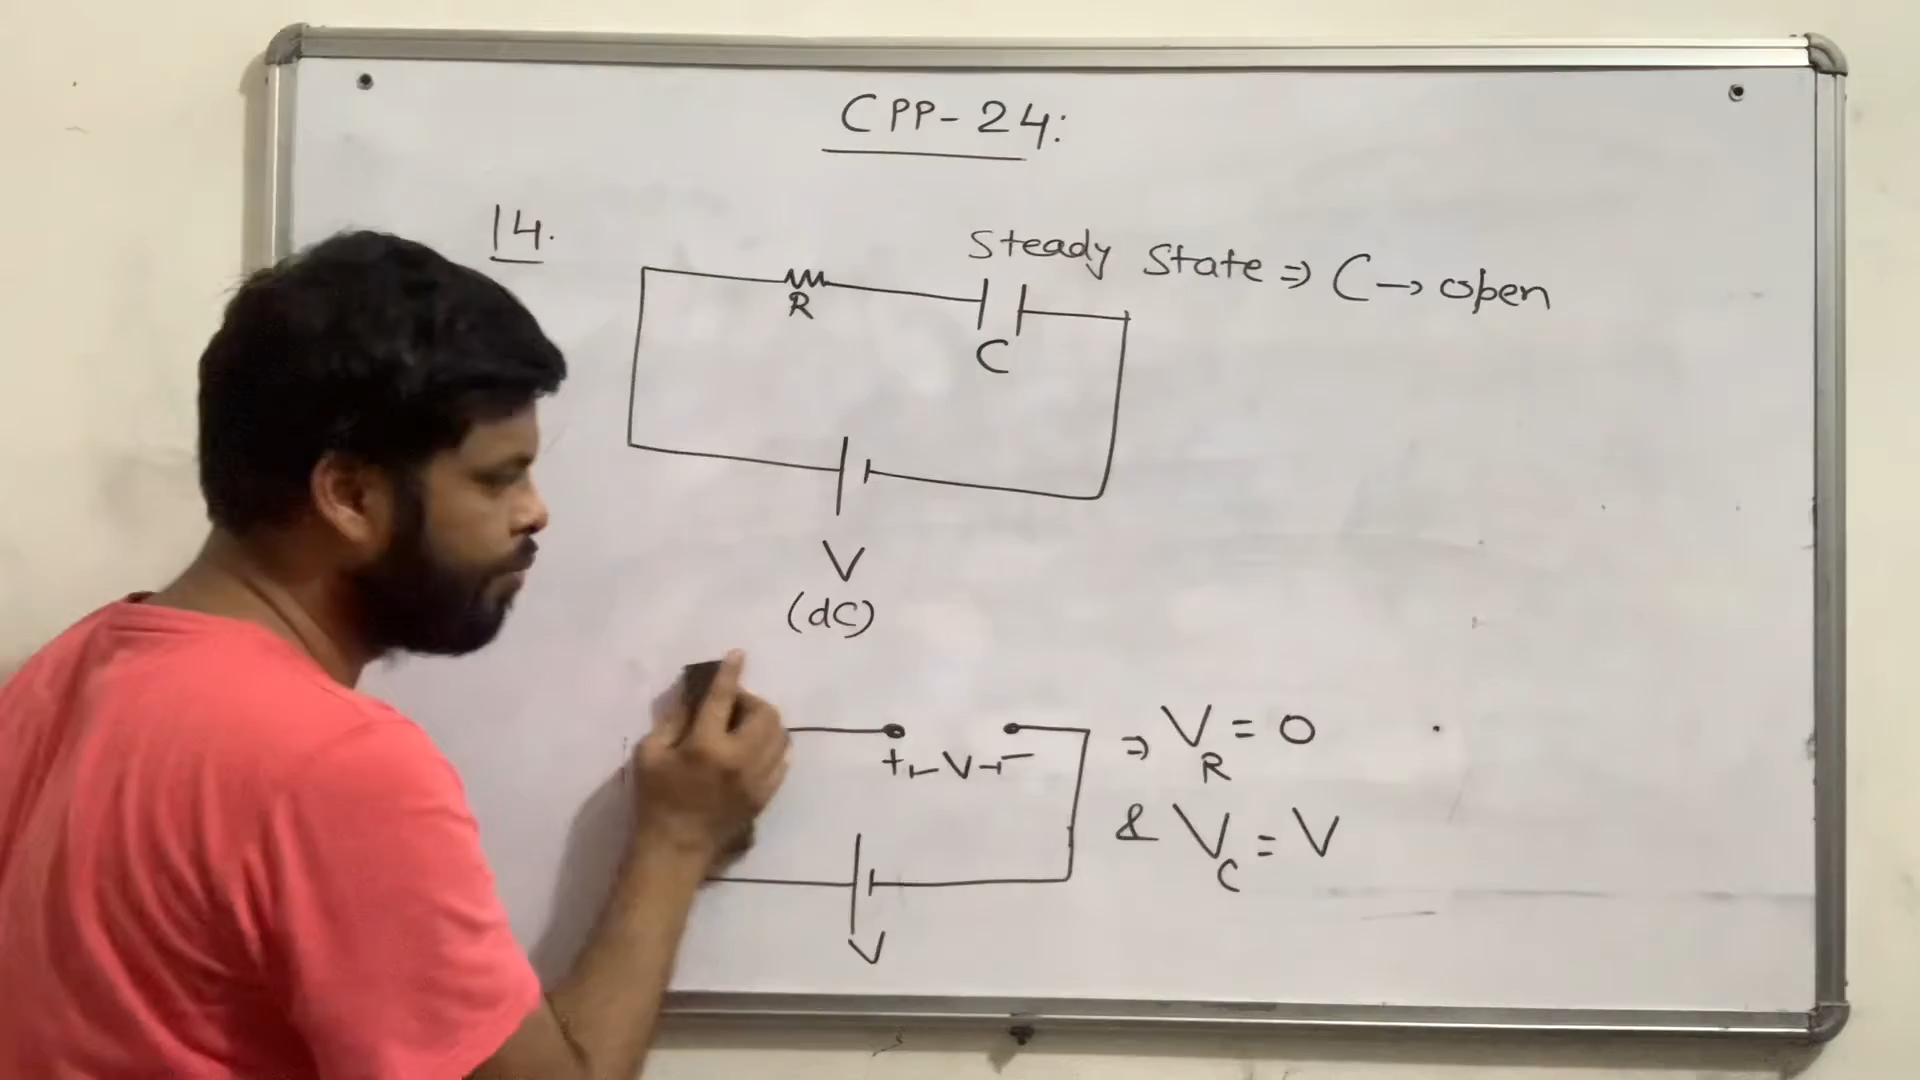 CPP-24:
14.
Steady State ⇒ C → open
R
C
V
(dC)
+ ⊢V⊣ −
⇒ V_R = 0
& V_C = V
V